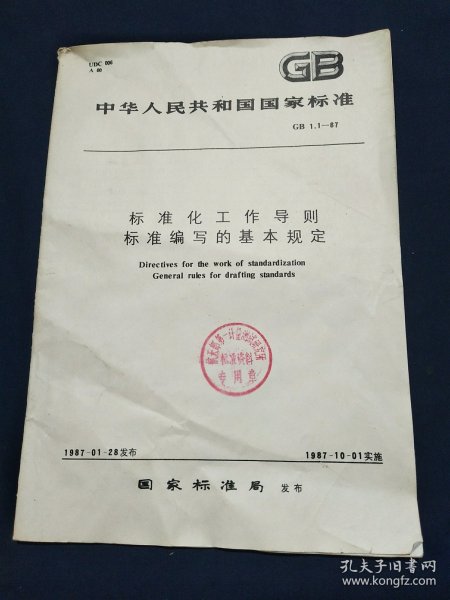 UDC 006
A 00
GB
中华人民共和国国家标准
GB 1.1—87
标准化工作导则
标准编写的基本规定
Directives for the work of standardization
General rules for drafting standards
标准资料
专用章
1987-01-28发布
1987-10-01实施
国家标准局 发布
孔夫子旧书网
www.kongfz.com